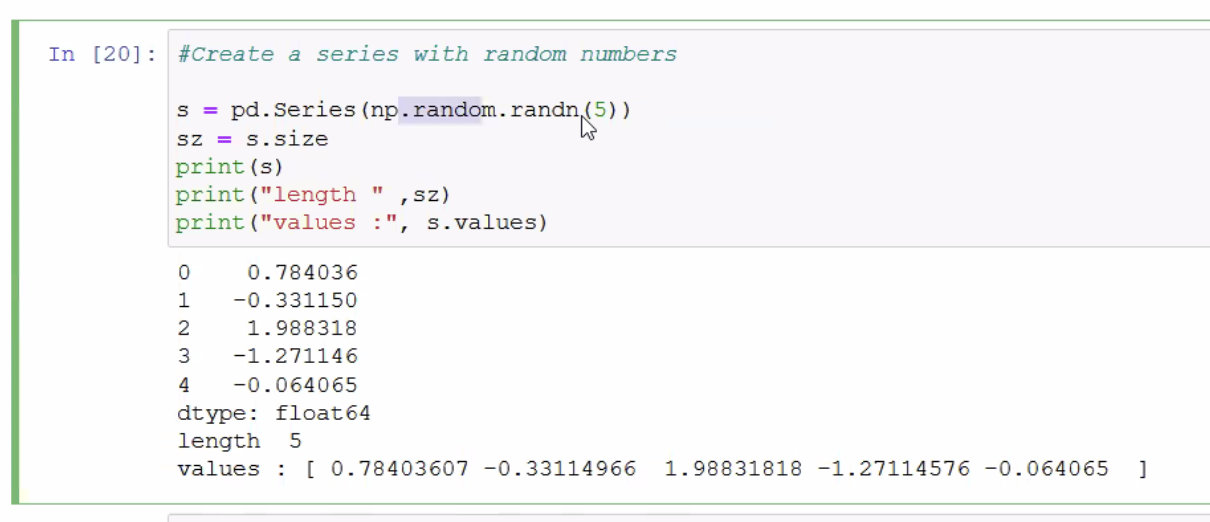 In [20]: #Create a series with random numbers
s = pd.Series(np.random.randn(5))
sz = s.size
print(s)
print("length " ,sz)
print("values :", s.values)
0    0.784036
1   -0.331150
2    1.988318
3   -1.271146
4   -0.064065
dtype: float64
length  5
values : [ 0.78403607 -0.33114966  1.98831818 -1.27114576 -0.064065  ]